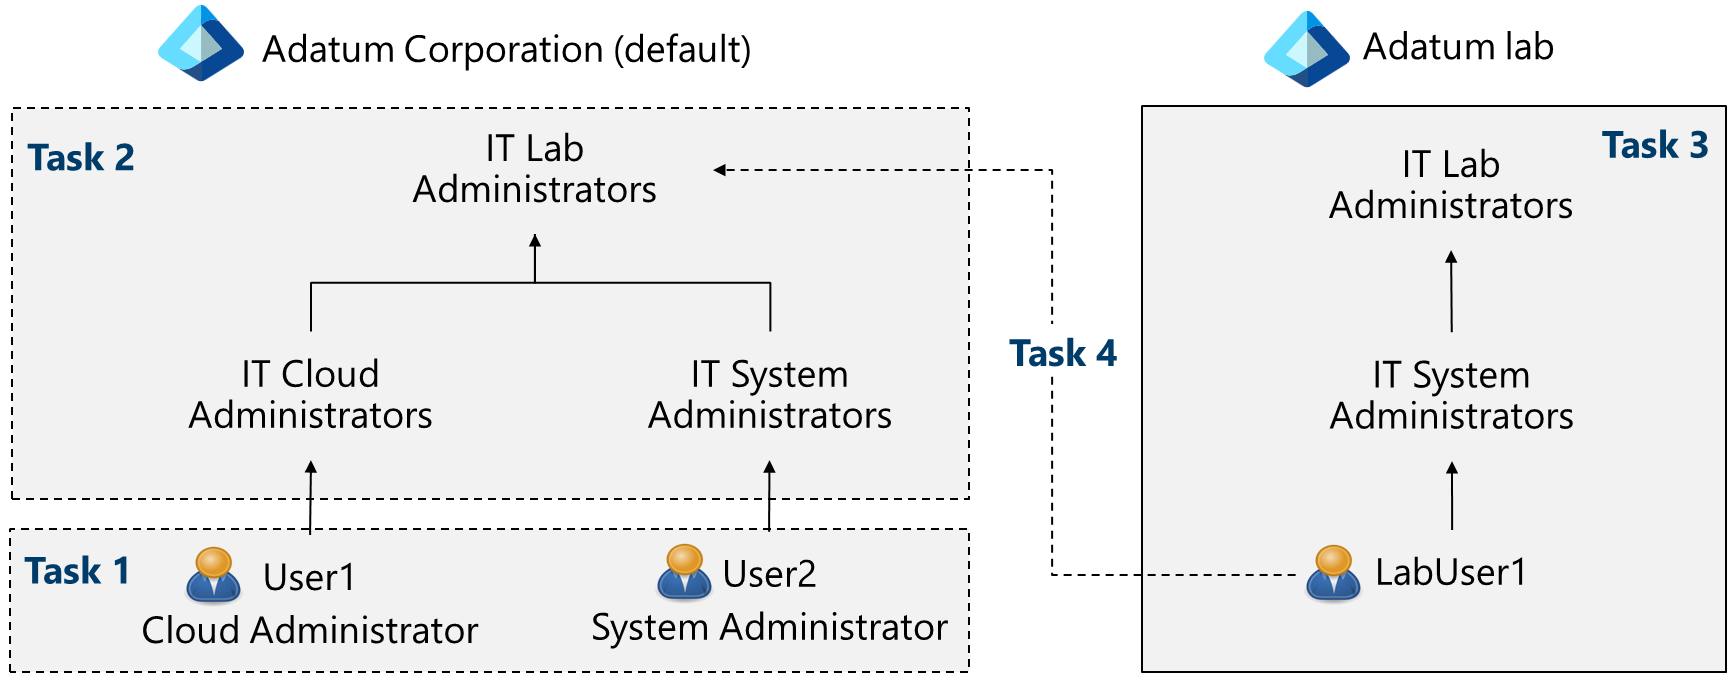 Adatum Corporation (default)
Task 2
IT Lab
Administrators
IT Cloud
Administrators
IT System
Administrators
Task 1
User1
Cloud Administrator
User2
System Administrator
Task 4
Adatum lab
Task 3
IT Lab
Administrators
IT System
Administrators
LabUser1